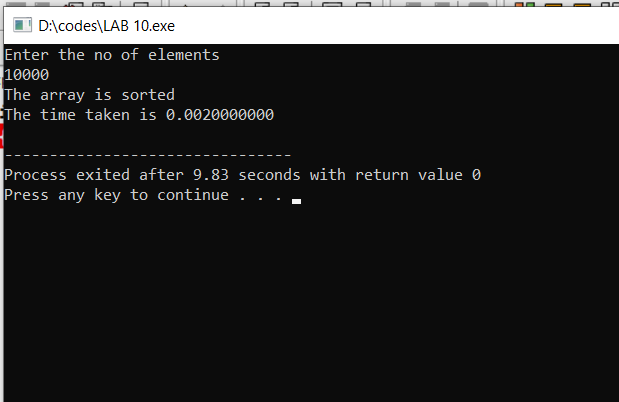 D:\codes\LAB 10.exe
Enter the no of elements
10000
The array is sorted
The time taken is 0.0020000000
--------------------------------
Process exited after 9.83 seconds with return value 0
Press any key to continue . . .